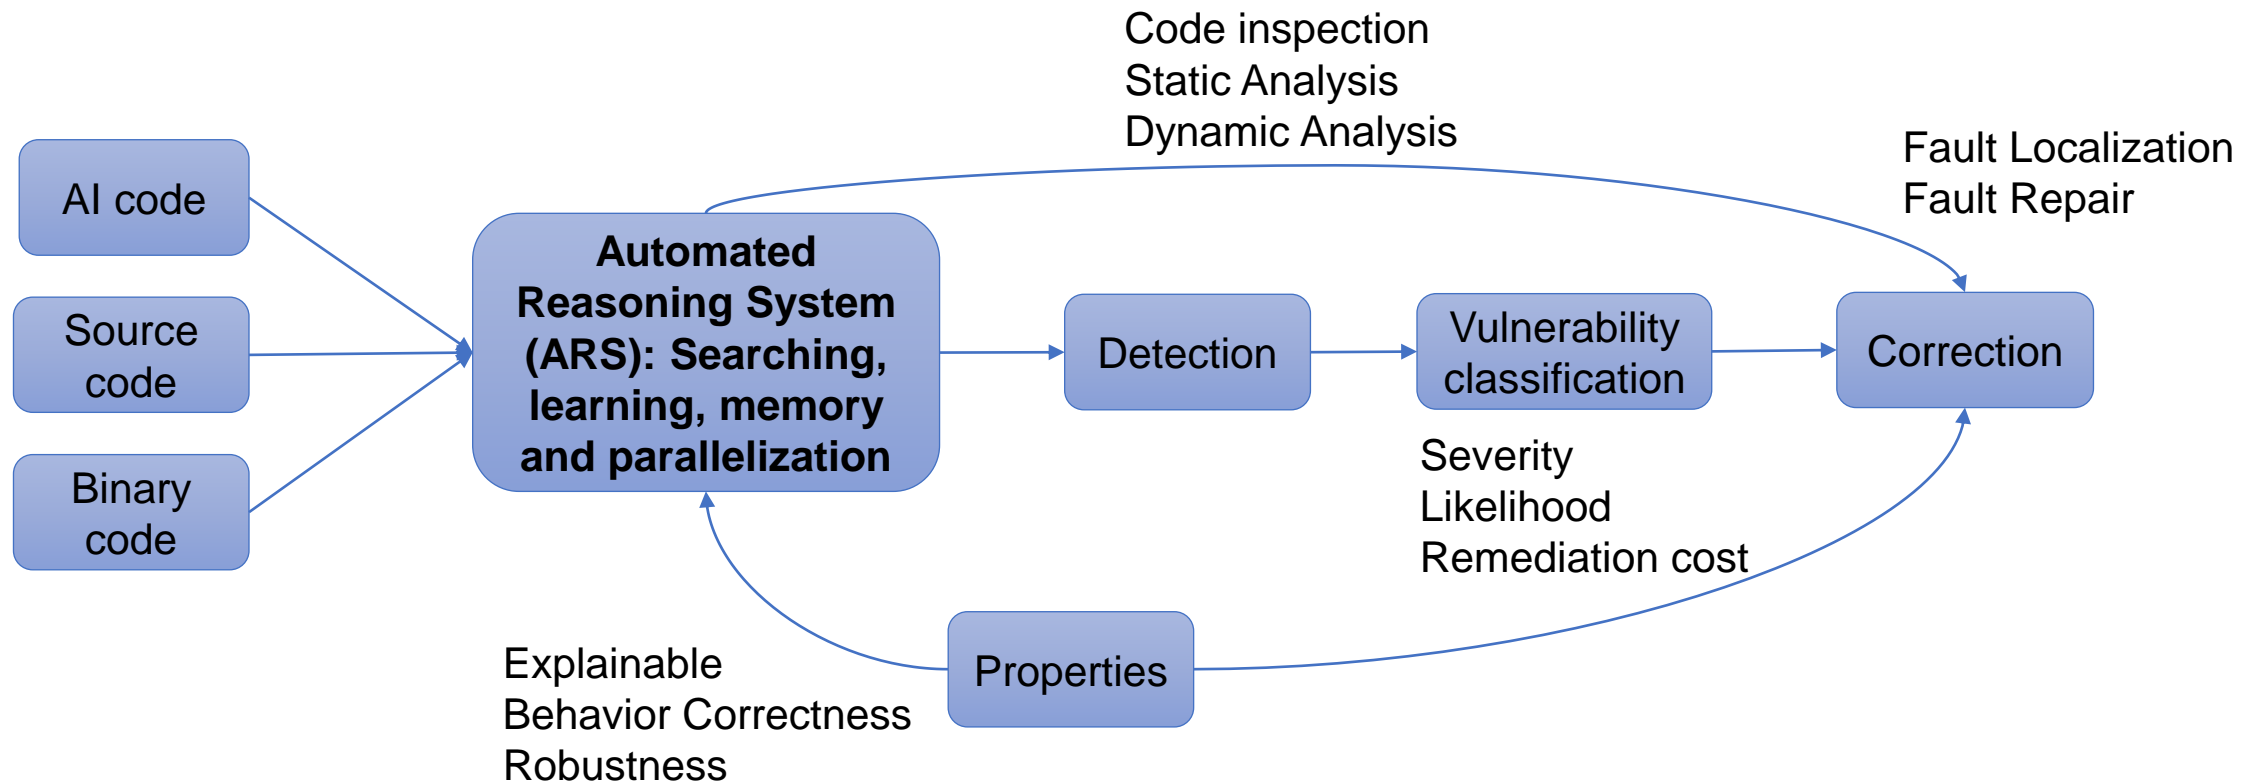 Code inspection
Static Analysis
Dynamic Analysis
Fault Localization
Fault Repair
AI code
Source
code
Binary
code
Automated
Reasoning System
(ARS): Searching,
learning, memory
and parallelization
Detection
Vulnerability
classification
Correction
Severity
Likelihood
Remediation cost
Explainable
Behavior Correctness
Robustness
Properties